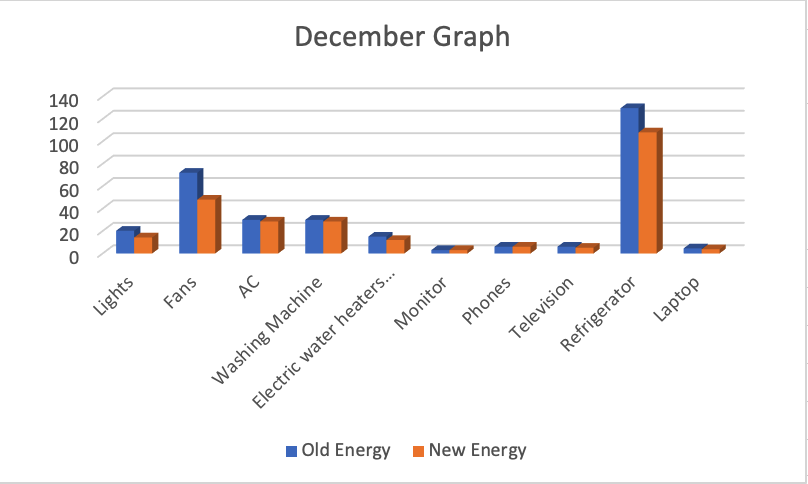 December Graph
140
120
100
80
60
40
20
0
Lights
Fans
AC
Washing Machine
Electric water heaters...
Monitor
Phones
Television
Refrigerator
Laptop
Old Energy
New Energy